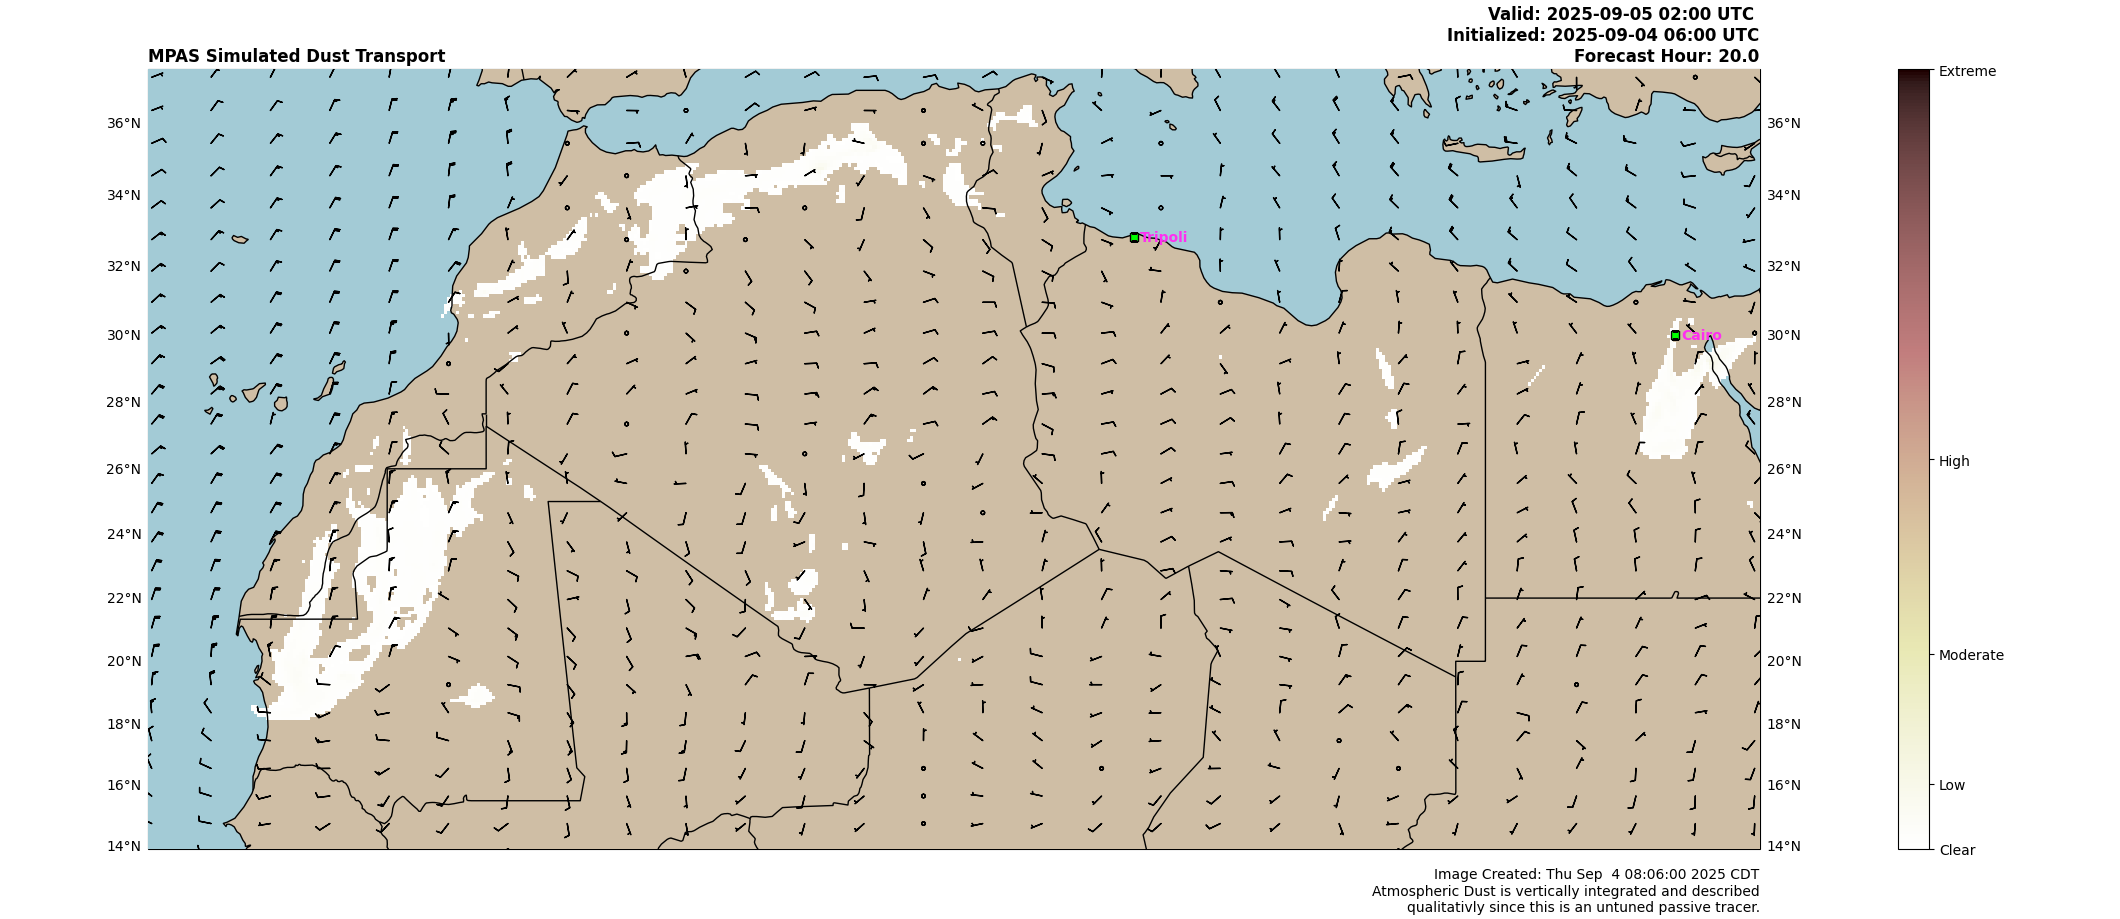 Valid: 2025-09-05 02:00 UTC
Initialized: 2025-09-04 06:00 UTC
MPAS Simulated Dust Transport
Forecast Hour: 20.0
36°N
34°N
32°N
30°N
28°N
26°N
24°N
22°N
20°N
18°N
16°N
14°N
Tripoli
Cairo
36°N
34°N
32°N
30°N
28°N
26°N
24°N
22°N
20°N
18°N
16°N
14°N
Extreme
High
Moderate
Low
Clear
Image Created: Thu Sep  4 08:06:00 2025 CDT
Atmospheric Dust is vertically integrated and described
qualitativly since this is an untuned passive tracer.